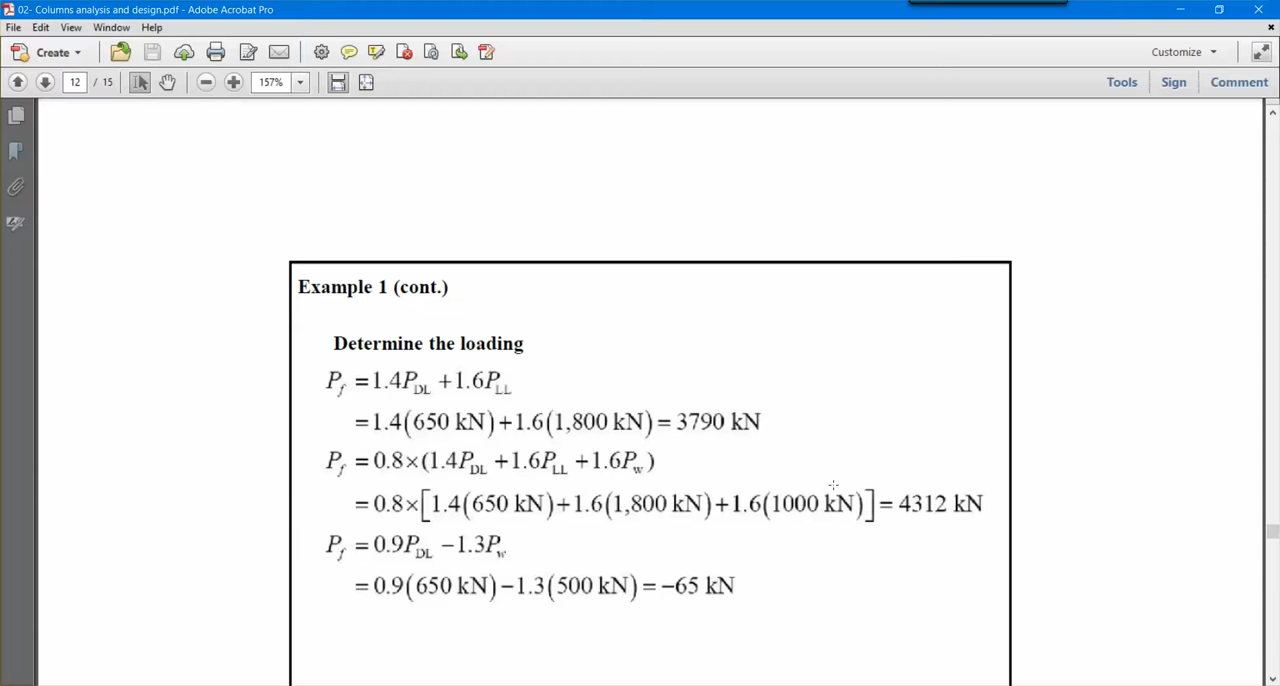 02- Columns analysis and design.pdf - Adobe Acrobat Pro
File Edit View Window Help
Create Customize
12 / 15 157% Tools Sign Comment
Example 1 (cont.)
Determine the loading
P_f = 1.4P_DL + 1.6P_LL
= 1.4(650 kN)+1.6(1,800 kN) = 3790 kN
P_f = 0.8×(1.4P_DL + 1.6P_LL + 1.6P_w)
= 0.8×[1.4(650 kN)+1.6(1,800 kN)+1.6(1000 kN)] = 4312 kN
P_f = 0.9P_DL − 1.3P_w
= 0.9(650 kN)−1.3(500 kN) = −65 kN